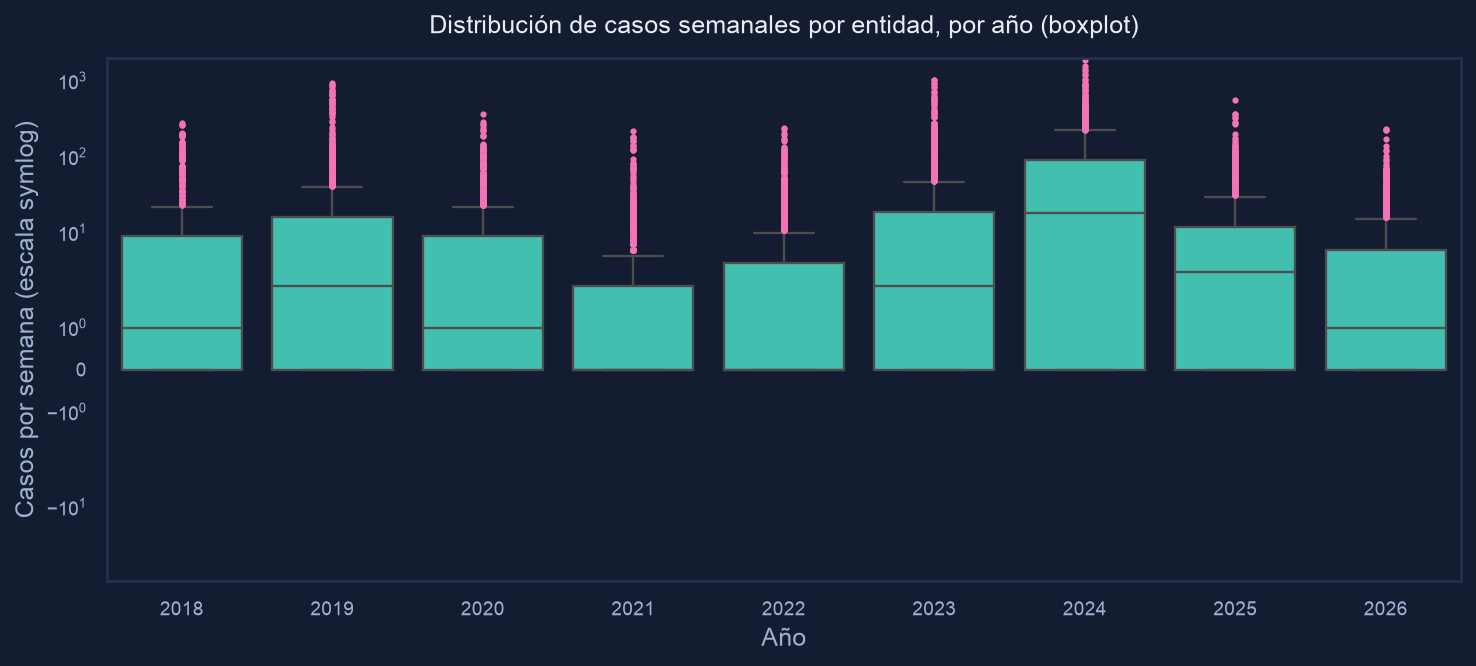 Distribución de casos semanales por entidad, por año (boxplot)
Casos por semana (escala symlog)
10³
10²
10¹
10⁰
0
−10⁰
−10¹
2018 2019 2020 2021 2022 2023 2024 2025 2026
Año